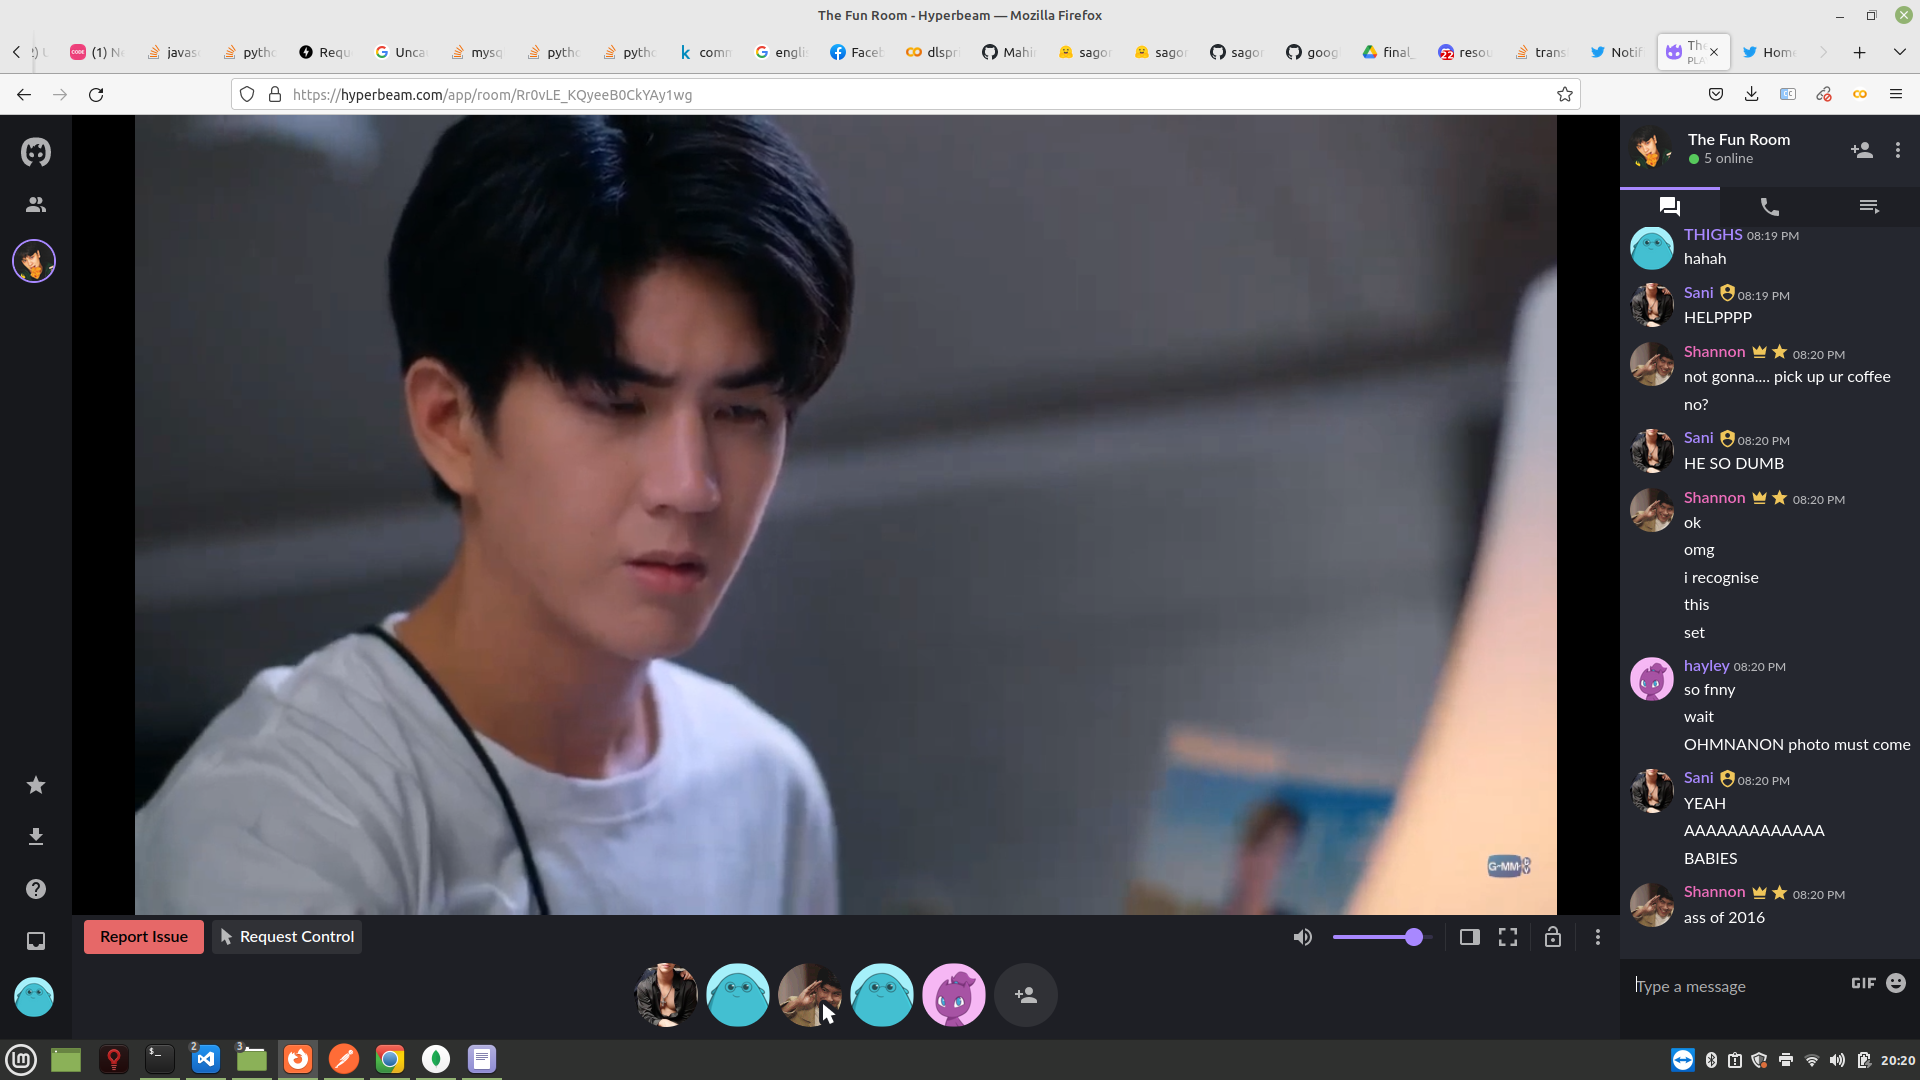 The Fun Room - Hyperbeam — Mozilla Firefox
(1) N
javas
pytho
Requ
Unca
mysq
pytho
pytho
comm
engli
Faceb
dlspr
Mahir
sagor
sagor
sagor
goog
final_
resou
trans
Notif
The
PLA
Home
https://hyperbeam.com/app/room/Rr0vLE_KQyeeB0CkYAy1wg
The Fun Room
5 online
THIGHS 08:19 PM
hahah
Sani 08:19 PM
HELPPPP
Shannon 08:20 PM
not gonna.... pick up ur coffee
no?
Sani 08:20 PM
HE SO DUMB
Shannon 08:20 PM
ok
omg
i recognise
this
set
hayley 08:20 PM
so fnny
wait
OHMNANON photo must come
Sani 08:20 PM
YEAH
AAAAAAAAAAAAA
BABIES
Shannon 08:20 PM
ass of 2016
G-MM
Report Issue
Request Control
Type a message
GIF
2
3
20:20